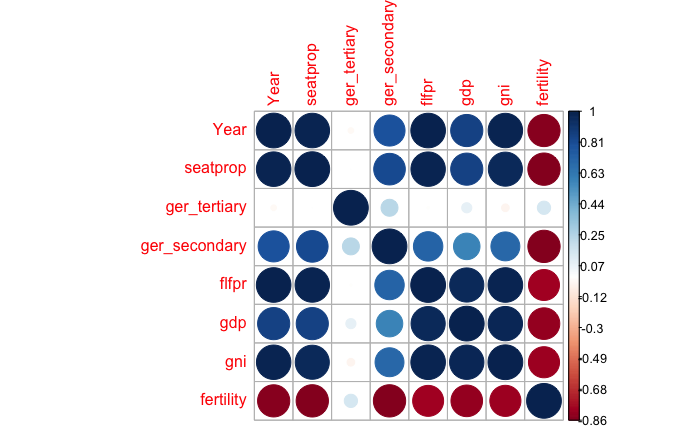 Year
seatprop
ger_tertiary
ger_secondary
flfpr
gdp
gni
fertility
Year
seatprop
ger_tertiary
ger_secondary
flfpr
gdp
gni
fertility
1
0.81
0.63
0.44
0.25
0.07
-0.12
-0.3
-0.49
-0.68
-0.86